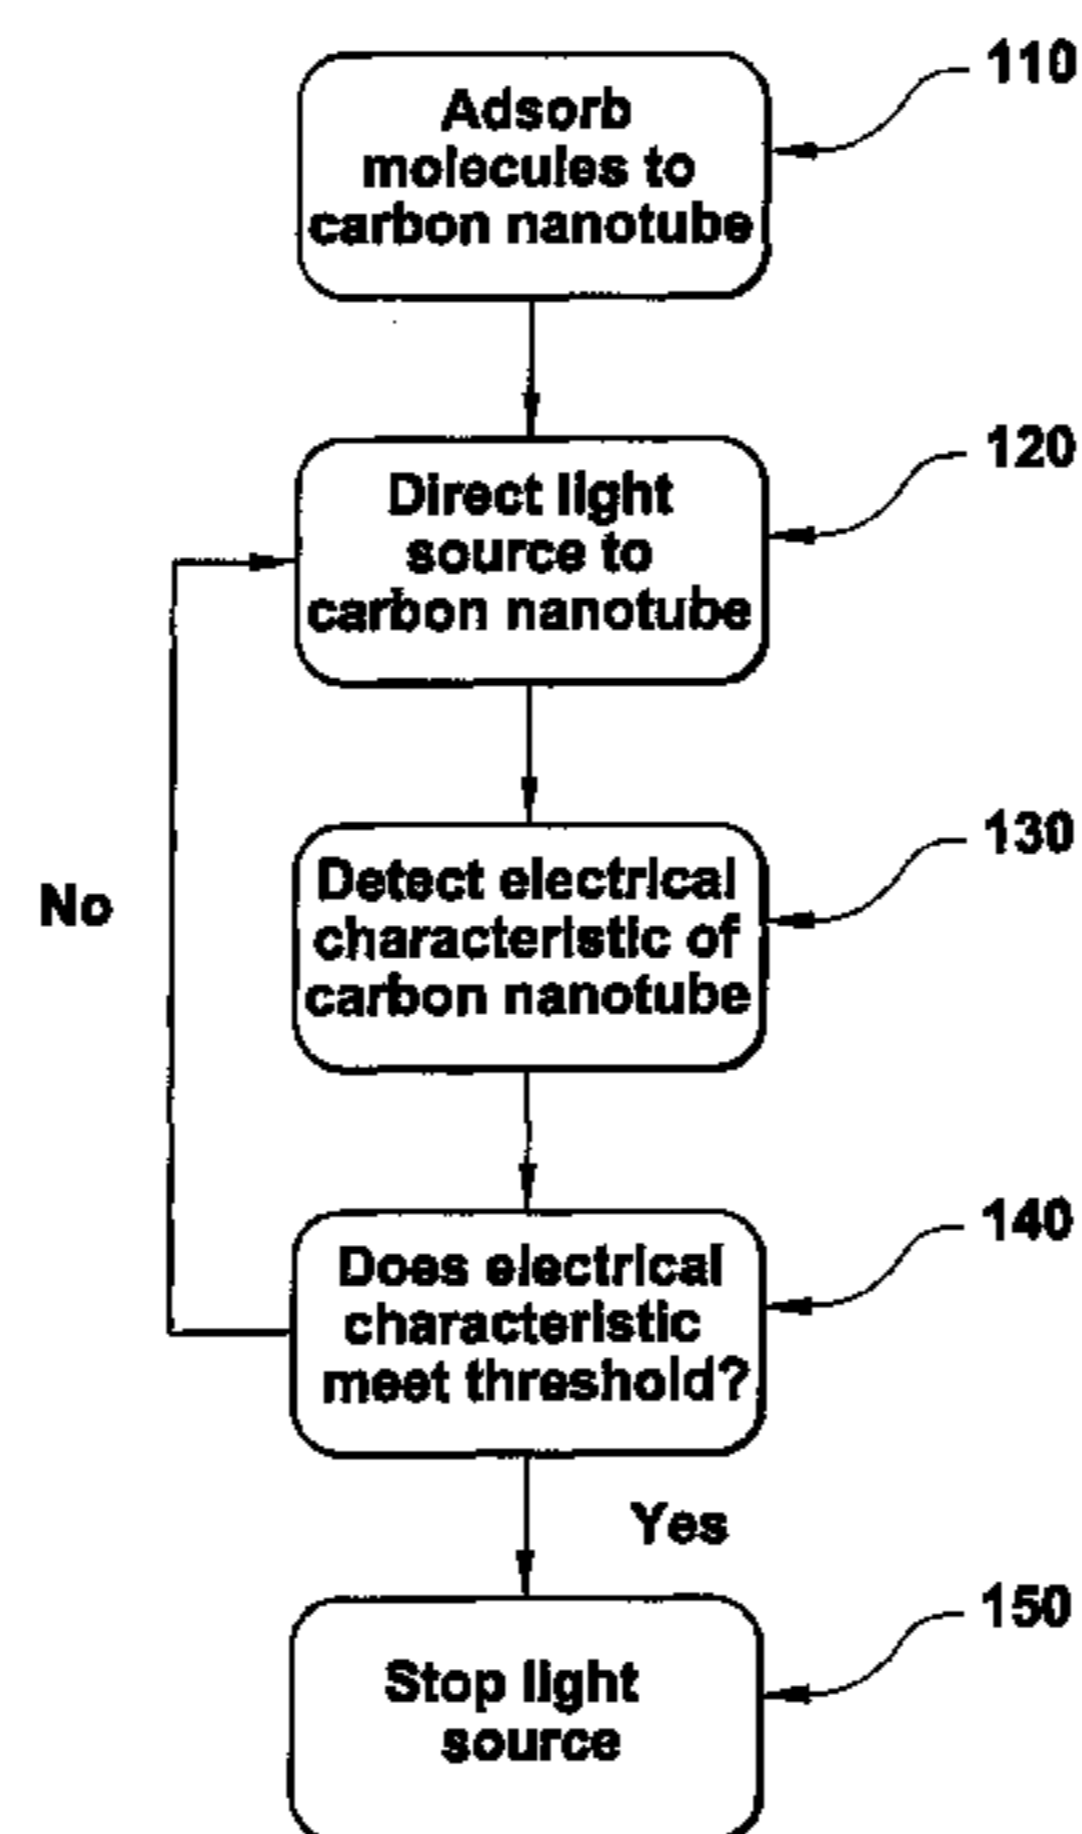 110
Adsorb
molecules to
carbon nanotube
120
Direct light
source to
carbon nanotube
130
Detect electrical
characteristic of
carbon nanotube
No
140
Does electrical
characteristic
meet threshold?
Yes
150
Stop light
source